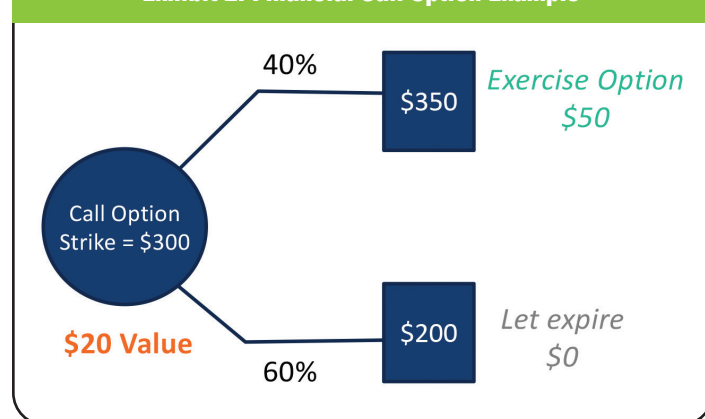 40%
$350
Exercise Option
$50
Call Option
Strike = $300
$20 Value
60%
$200
Let expire
$0